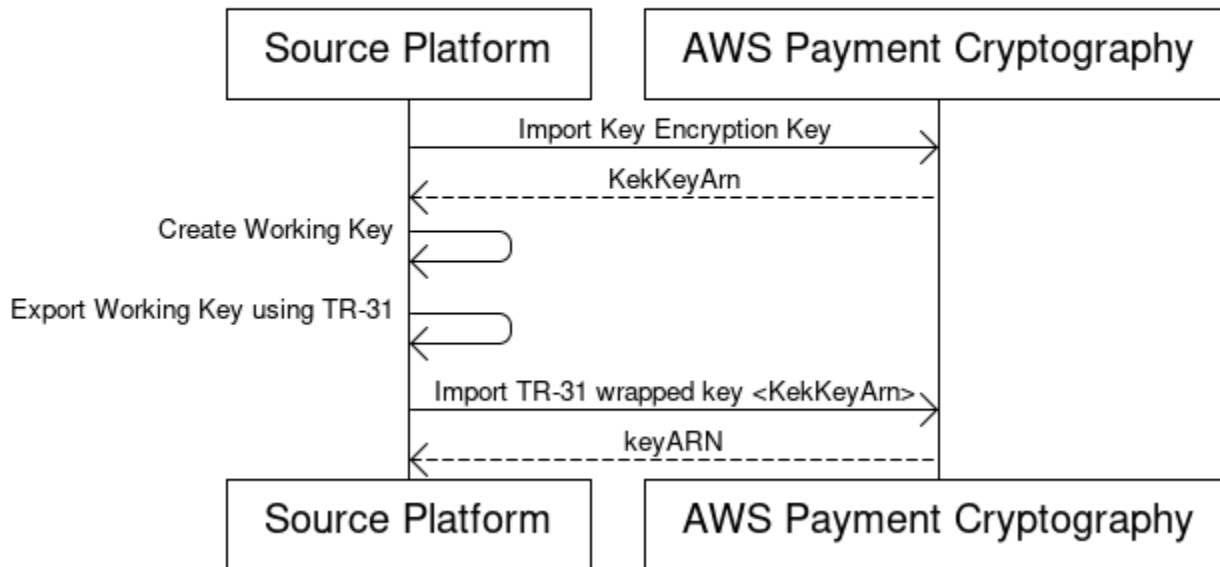 Source Platform
AWS Payment Cryptography
Import Key Encryption Key
KekKeyArn
Create Working Key
Export Working Key using TR-31
Import TR-31 wrapped key <KekKeyArn>
keyARN
Source Platform
AWS Payment Cryptography